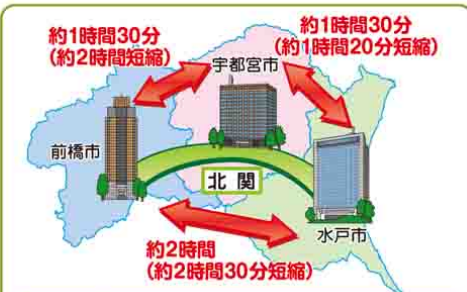 約1時間30分
(約2時間短縮)
約1時間30分
(約1時間20分短縮)
宇都宮市
前橋市
北関
水戸市
約2時間
(約2時間30分短縮)